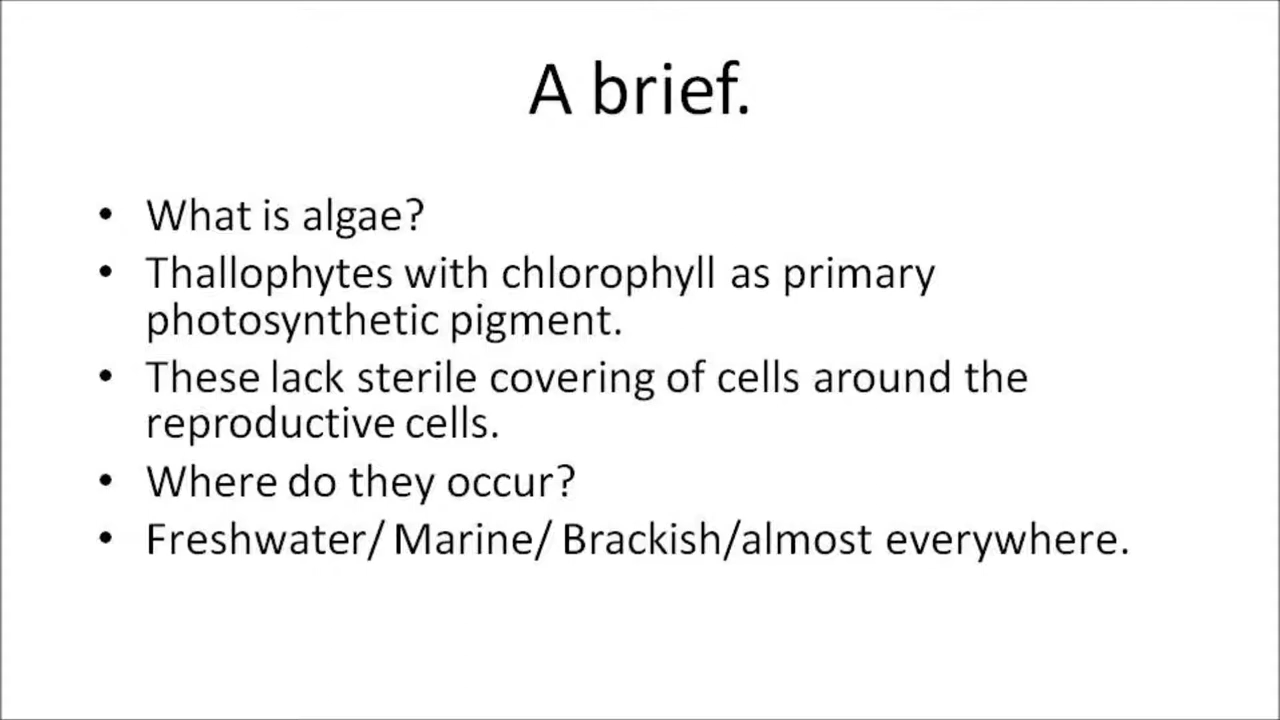 A brief.
• What is algae?
• Thallophytes with chlorophyll as primary
photosynthetic pigment.
• These lack sterile covering of cells around the
reproductive cells.
• Where do they occur?
• Freshwater/ Marine/ Brackish/almost everywhere.